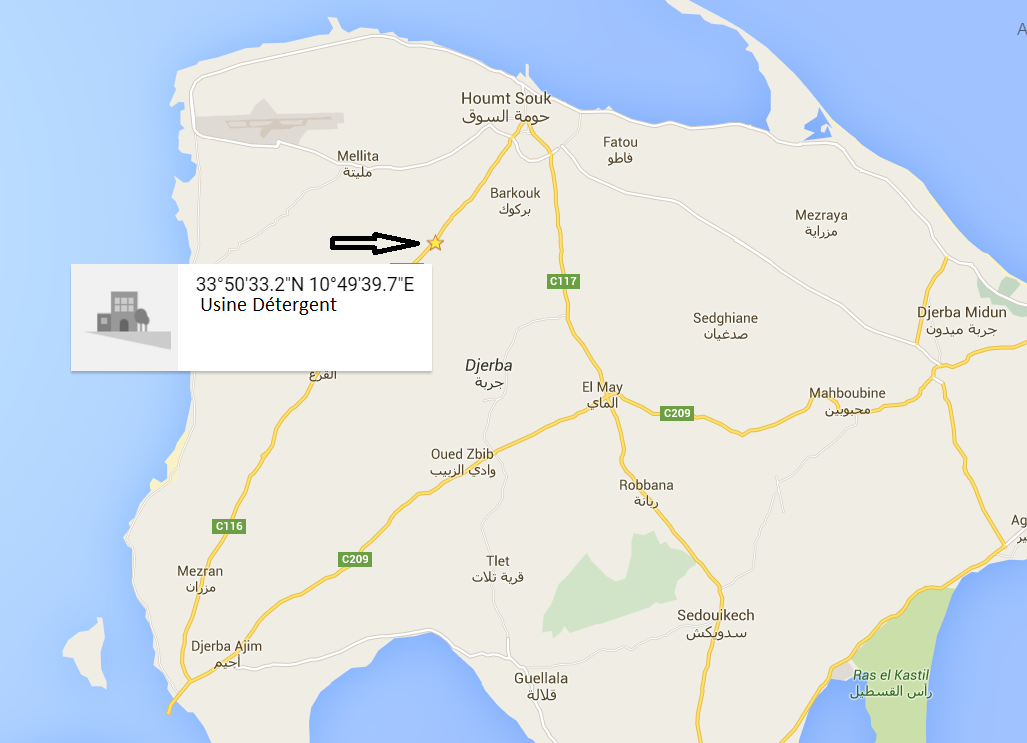 A
Houmt Souk
حومة السوق
Fatou
فاطو
Mellita
مليتة
Barkouk
بركوك
Mezraya
مزراية
33°50'33.2"N 10°49'39.7"E
Usine Détergent
C117
Sedghiane
صدغيان
Djerba Midun
جربة ميدون
Djerba
جربة
القرع
El May
الماي
Mahboubine
محبوبين
C209
Oued Zbib
وادي الزبيب
Robbana
ربانة
C116
Ag
C209
Mezran
مزران
Tlet
قرية تلات
Sedouikech
سدويكش
Djerba Ajim
أجيم
Guellala
قلالة
Ras el Kastil
رأس القسطيل